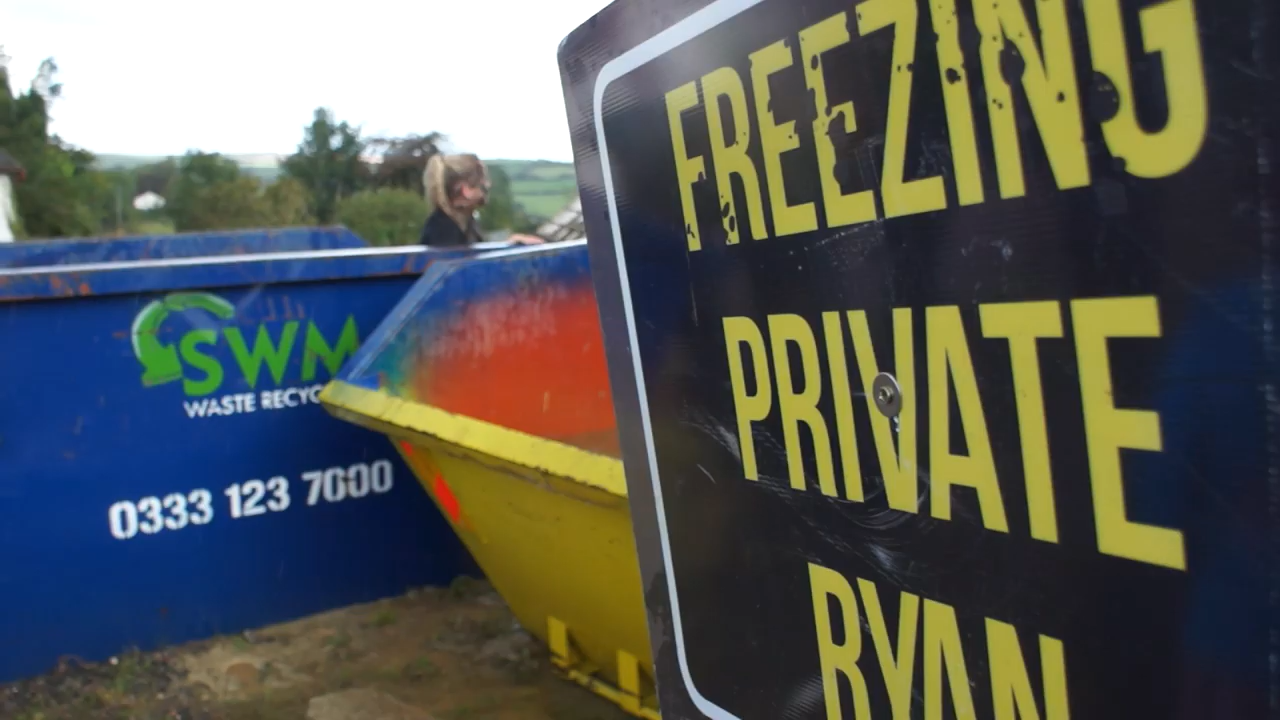 FREEZING
PRIVATE
RYAN
SWM
WASTE RECYC
0333 123 7000